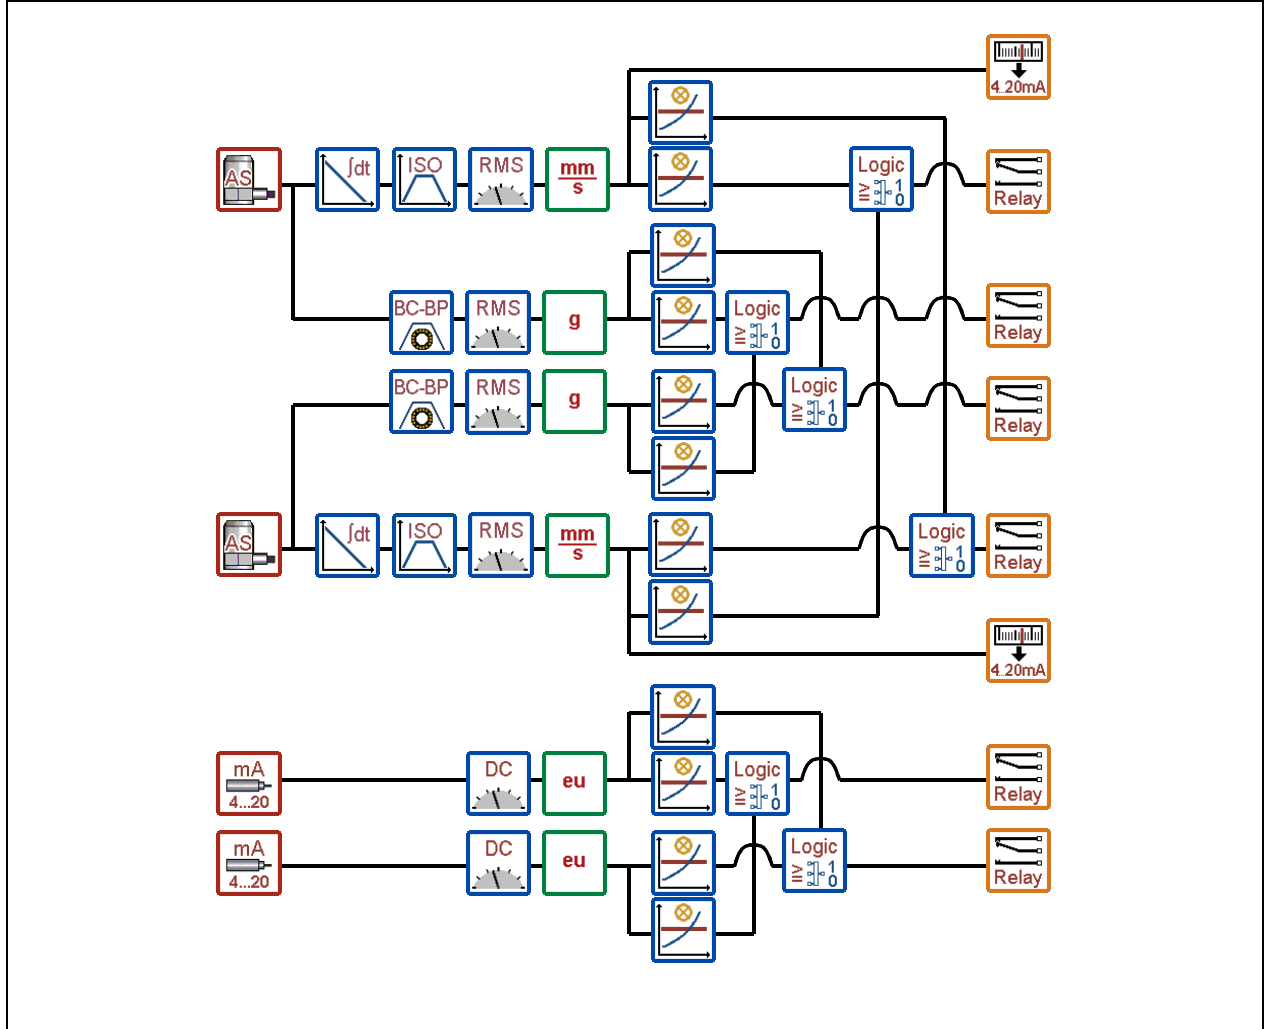 4..20mA
AS
∫dt
ISO
RMS
mm
s
Logic
≥
1
0
Relay
BC-BP
RMS
g
Logic
≥
1
0
Relay
BC-BP
RMS
g
Logic
≥
1
0
Relay
AS
∫dt
ISO
RMS
mm
s
Logic
≥
1
0
Relay
4..20mA
mA
4...20
DC
eu
Logic
≥
1
0
Relay
mA
4...20
DC
eu
Logic
≥
1
0
Relay